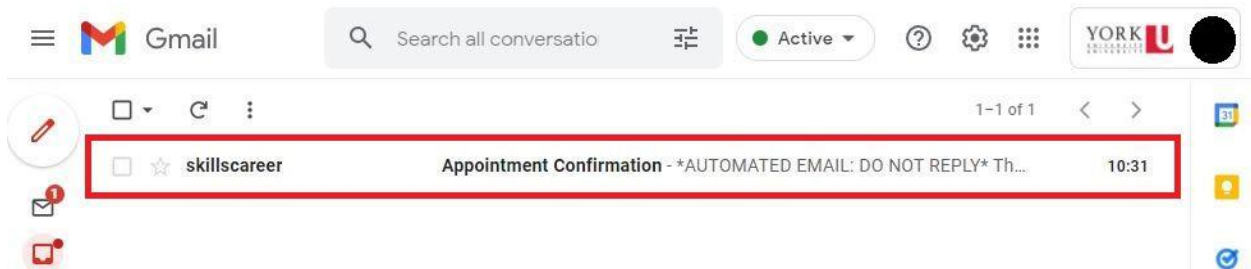 Gmail
Search all conversatio
Active
YORK U
1–1 of 1
31
skillscareer Appointment Confirmation - *AUTOMATED EMAIL: DO NOT REPLY* Th... 10:31
1